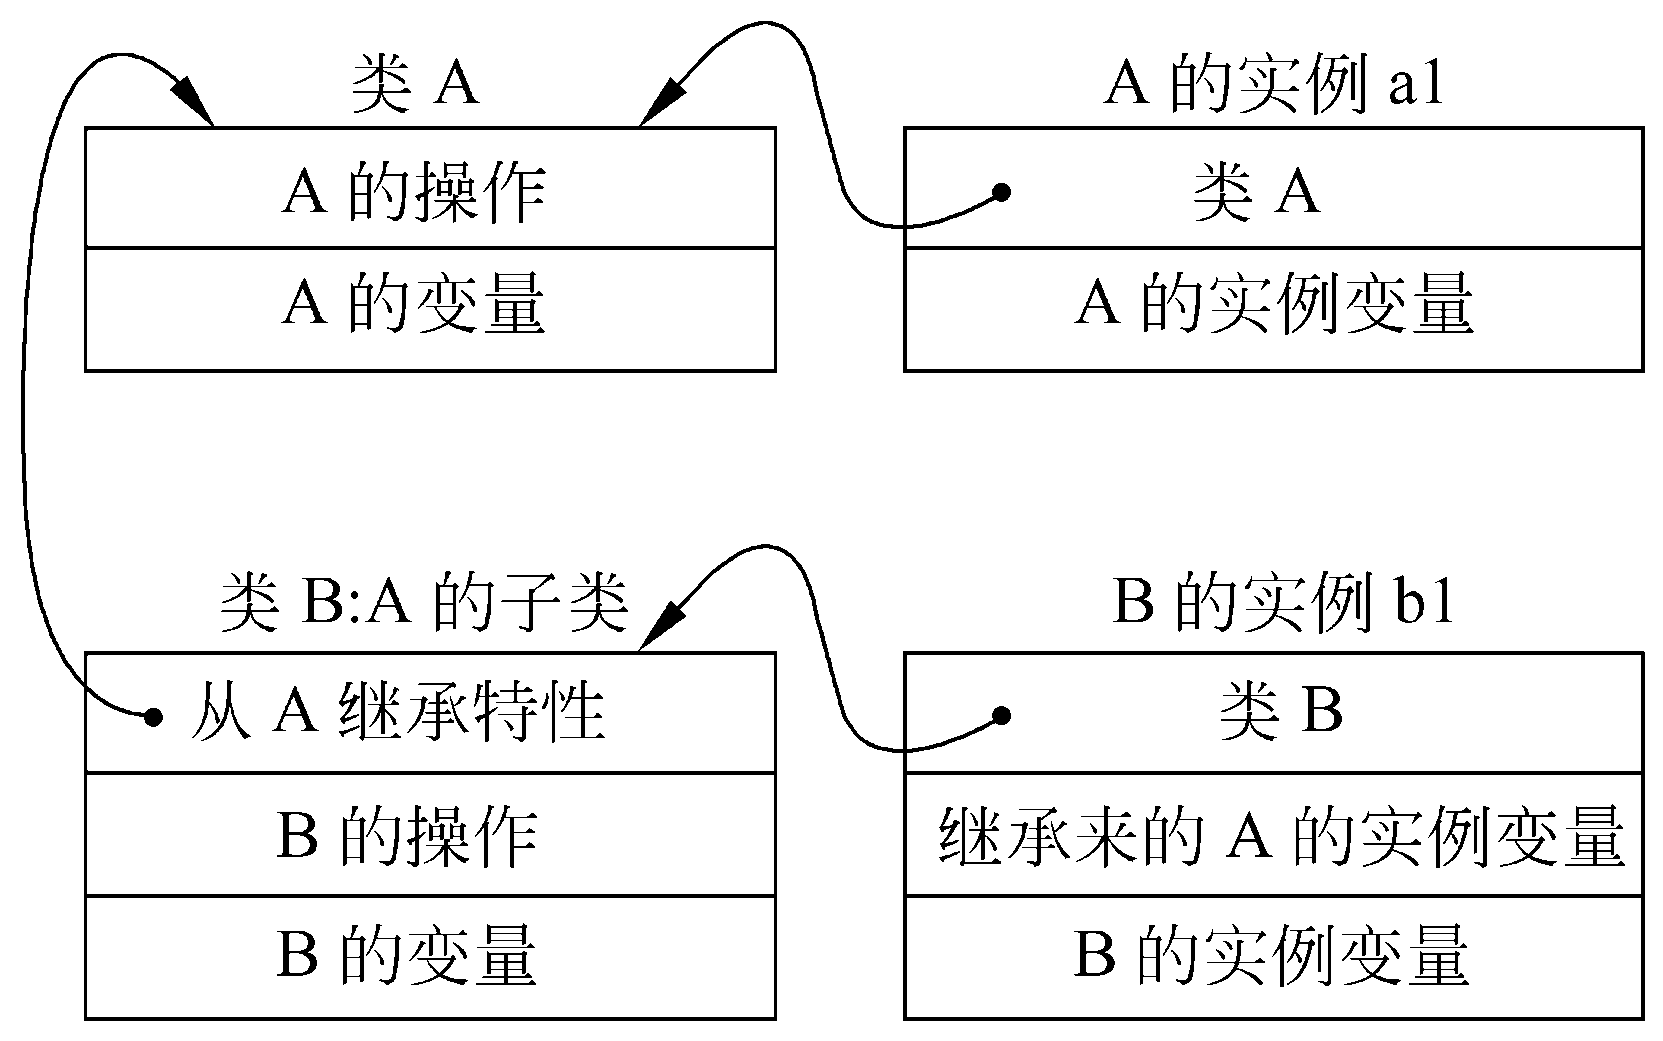 类 A
A 的操作
A 的变量
A 的实例 a1
类 A
A 的实例变量
类 B:A 的子类
从 A 继承特性
B 的操作
B 的变量
B 的实例 b1
类 B
继承来的 A 的实例变量
B 的实例变量